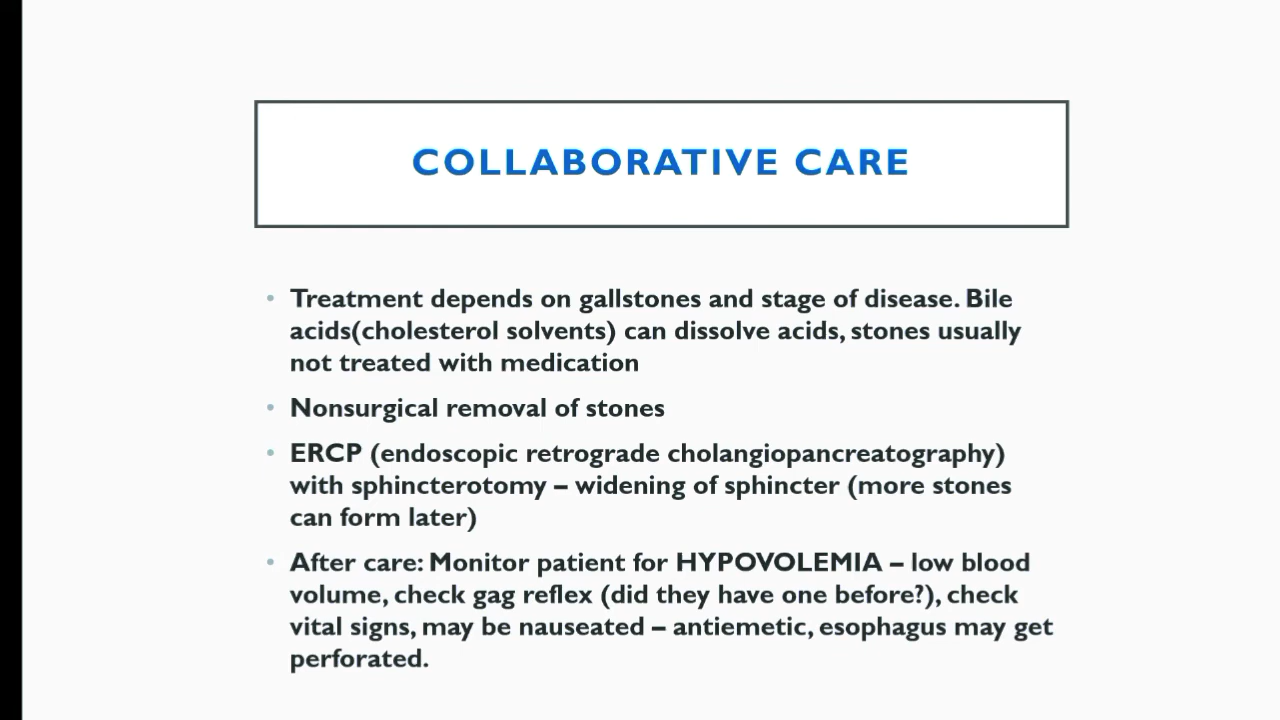 COLLABORATIVE CARE
• Treatment depends on gallstones and stage of disease. Bile
acids(cholesterol solvents) can dissolve acids, stones usually
not treated with medication
• Nonsurgical removal of stones
• ERCP (endoscopic retrograde cholangiopancreatography)
with sphincterotomy – widening of sphincter (more stones
can form later)
• After care: Monitor patient for HYPOVOLEMIA – low blood
volume, check gag reflex (did they have one before?), check
vital signs, may be nauseated – antiemetic, esophagus may get
perforated.